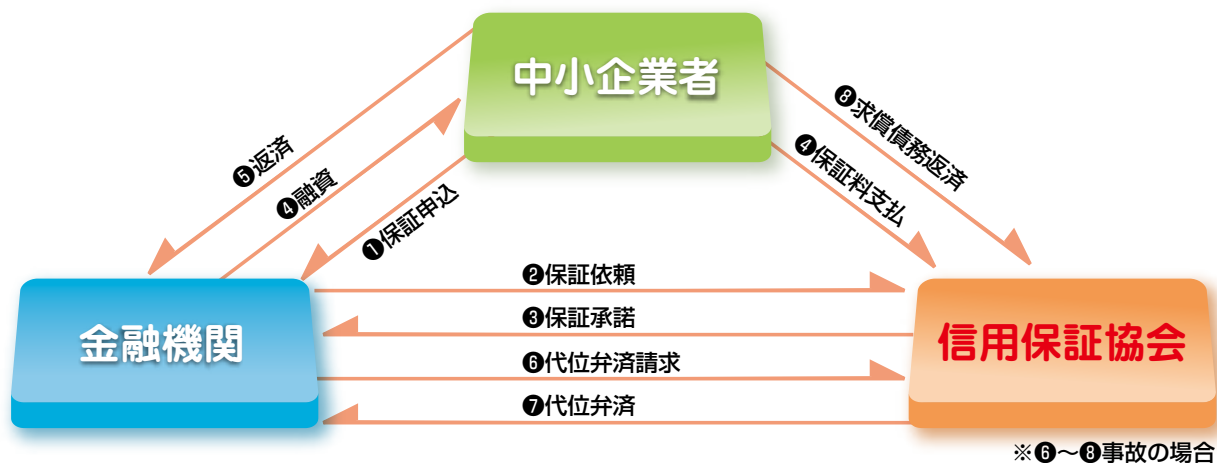 中小企業者
❺返済
❹融資
❶保証申込
❽求償債務返済
❹保証料支払
金融機関
❷保証依頼
❸保証承諾
❻代位弁済請求
❼代位弁済
信用保証協会
※❻～❽事故の場合